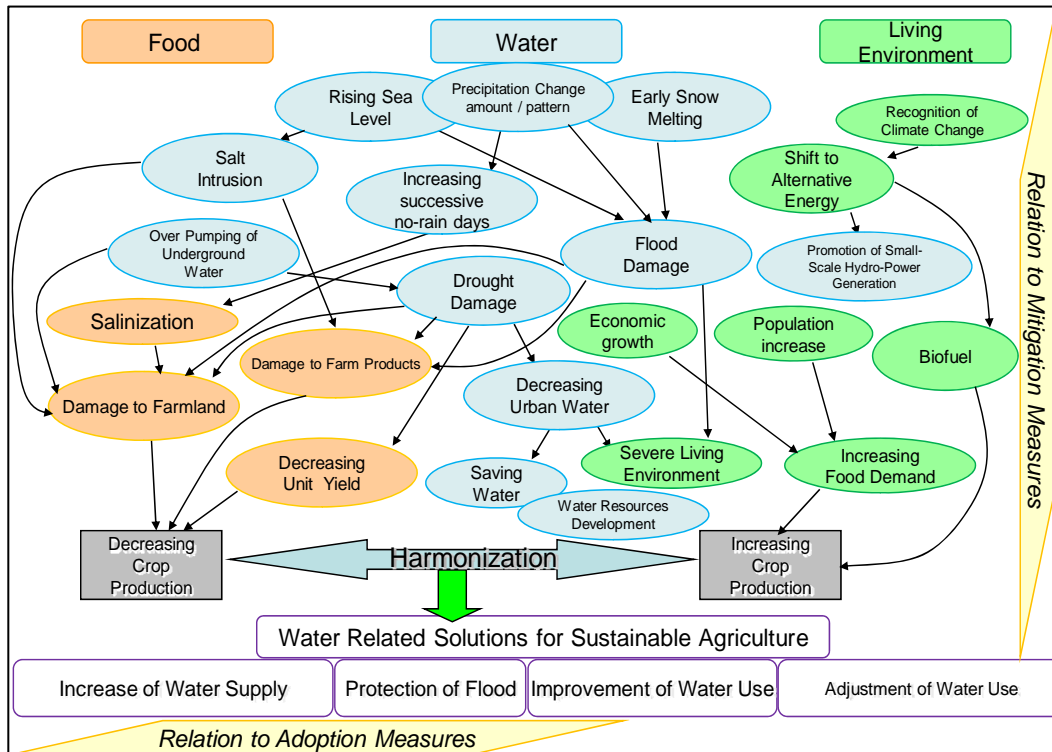 Food
Water
Living
Environment
Rising Sea
Level
Precipitation Change
amount / pattern
Early Snow
Melting
Recognition of
Climate Change
Salt
Intrusion
Increasing
successive
no-rain days
Shift to
Alternative
Energy
Over Pumping of
Underground
Water
Flood
Damage
Promotion of Small-
Scale Hydro-Power
Generation
Drought
Damage
Salinization
Economic
growth
Population
increase
Biofuel
Damage to Farm Products
Damage to Farmland
Decreasing
Urban Water
Decreasing
Unit Yield
Saving
Water
Severe Living
Environment
Increasing
Food Demand
Water Resources
Development
Decreasing
Crop
Production
Harmonization
Increasing
Crop
Production
Water Related Solutions for Sustainable Agriculture
Increase of Water Supply
Protection of Flood
Improvement of Water Use
Adjustment of Water Use
Relation to Adoption Measures
Relation to Mitigation Measures